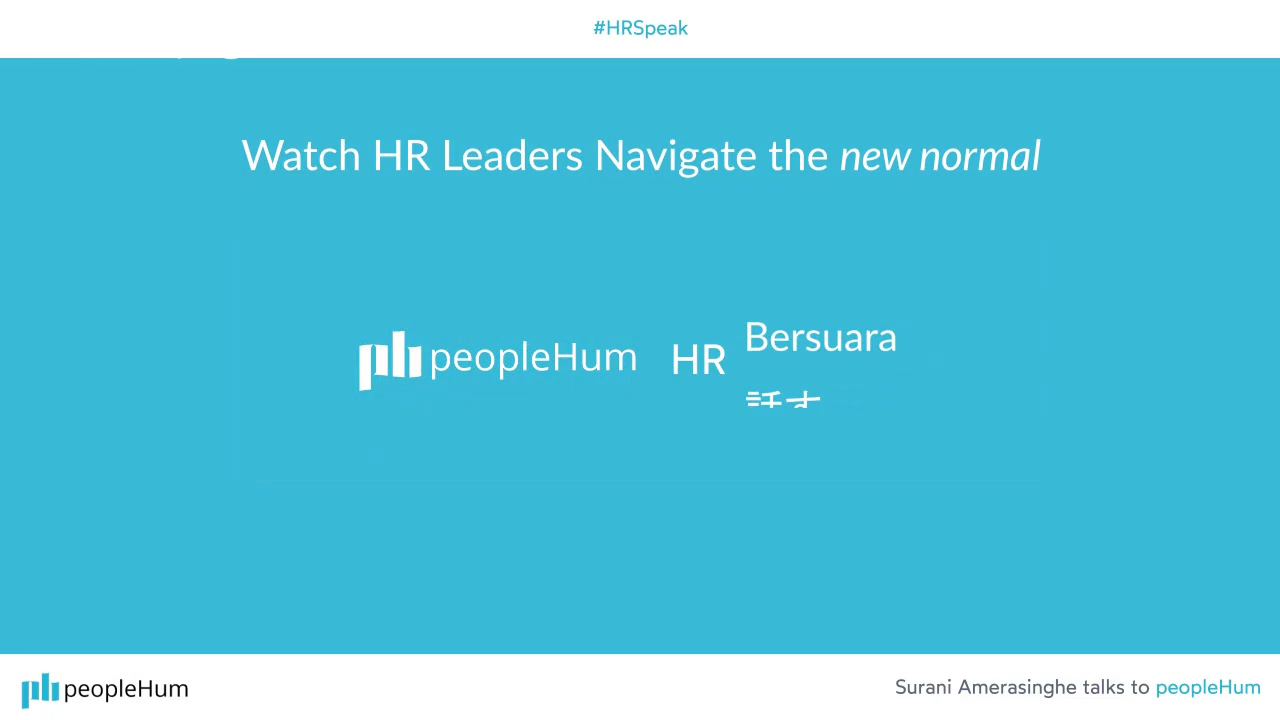 #HRSpeak
Watch HR Leaders Navigate the new normal
peopleHum HR Bersuara
peopleHum
Surani Amerasinghe talks to peopleHum